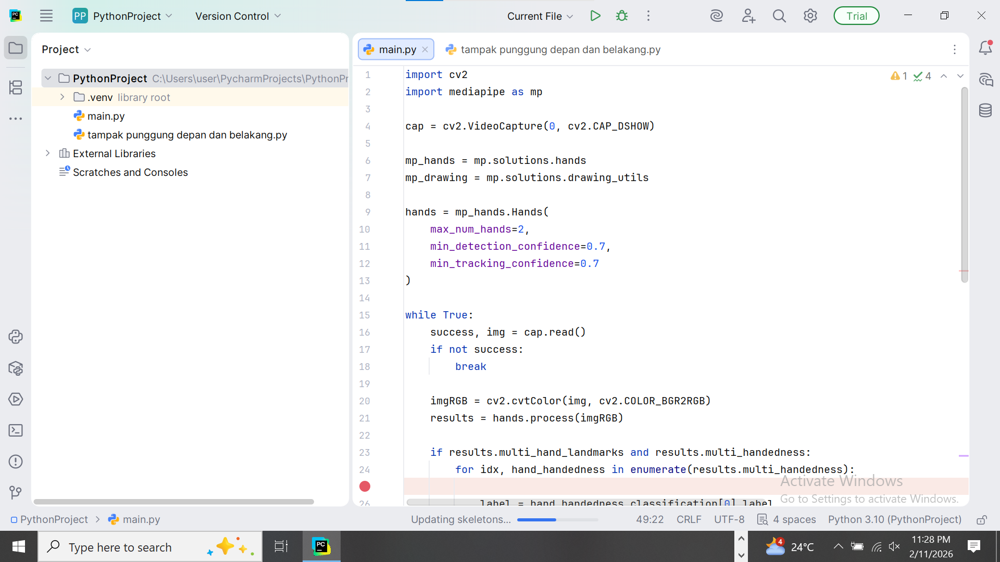 PC
PP PythonProject Version Control Current File Trial
Project
PythonProject C:\Users\user\PycharmProjects\PythonPr
.venv library root
main.py
tampak punggung depan dan belakang.py
External Libraries
Scratches and Consoles
main.py tampak punggung depan dan belakang.py
1 4
1 import cv2
2 import mediapipe as mp
3
4 cap = cv2.VideoCapture(0, cv2.CAP_DSHOW)
5
6 mp_hands = mp.solutions.hands
7 mp_drawing = mp.solutions.drawing_utils
8
9 hands = mp_hands.Hands(
10 max_num_hands=2,
11 min_detection_confidence=0.7,
12 min_tracking_confidence=0.7
13 )
14
15 while True:
16 success, img = cap.read()
17 if not success:
18 break
19
20 imgRGB = cv2.cvtColor(img, cv2.COLOR_BGR2RGB)
21 results = hands.process(imgRGB)
22
23 if results.multi_hand_landmarks and results.multi_handedness:
24 for idx, hand_handedness in enumerate(results.multi_handedness):
26 label = hand_handedness.classification[0].label
Activate Windows
Go to Settings to activate Windows.
PythonProject main.py Updating skeletons... 49:22 CRLF UTF-8 4 spaces Python 3.10 (PythonProject)
Type here to search PC 4 24°C 11:28 PM
2/11/2026